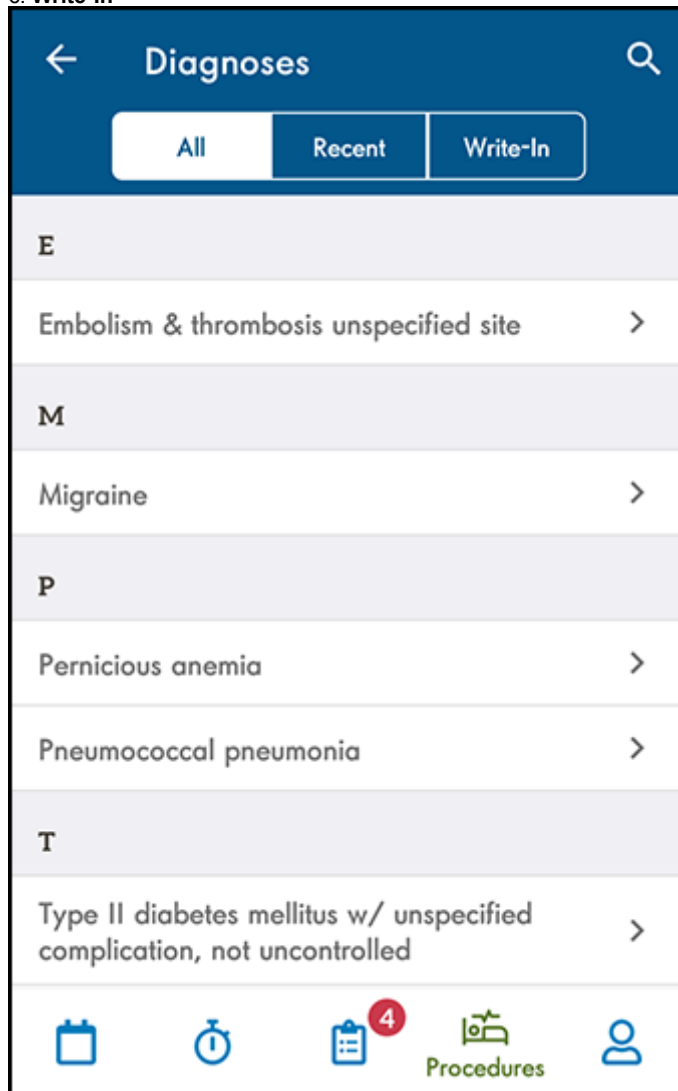 Diagnoses
All Recent Write-In
E
Embolism & thrombosis unspecified site
M
Migraine
P
Pernicious anemia
Pneumococcal pneumonia
T
Type II diabetes mellitus w/ unspecified
complication, not uncontrolled
4
Procedures